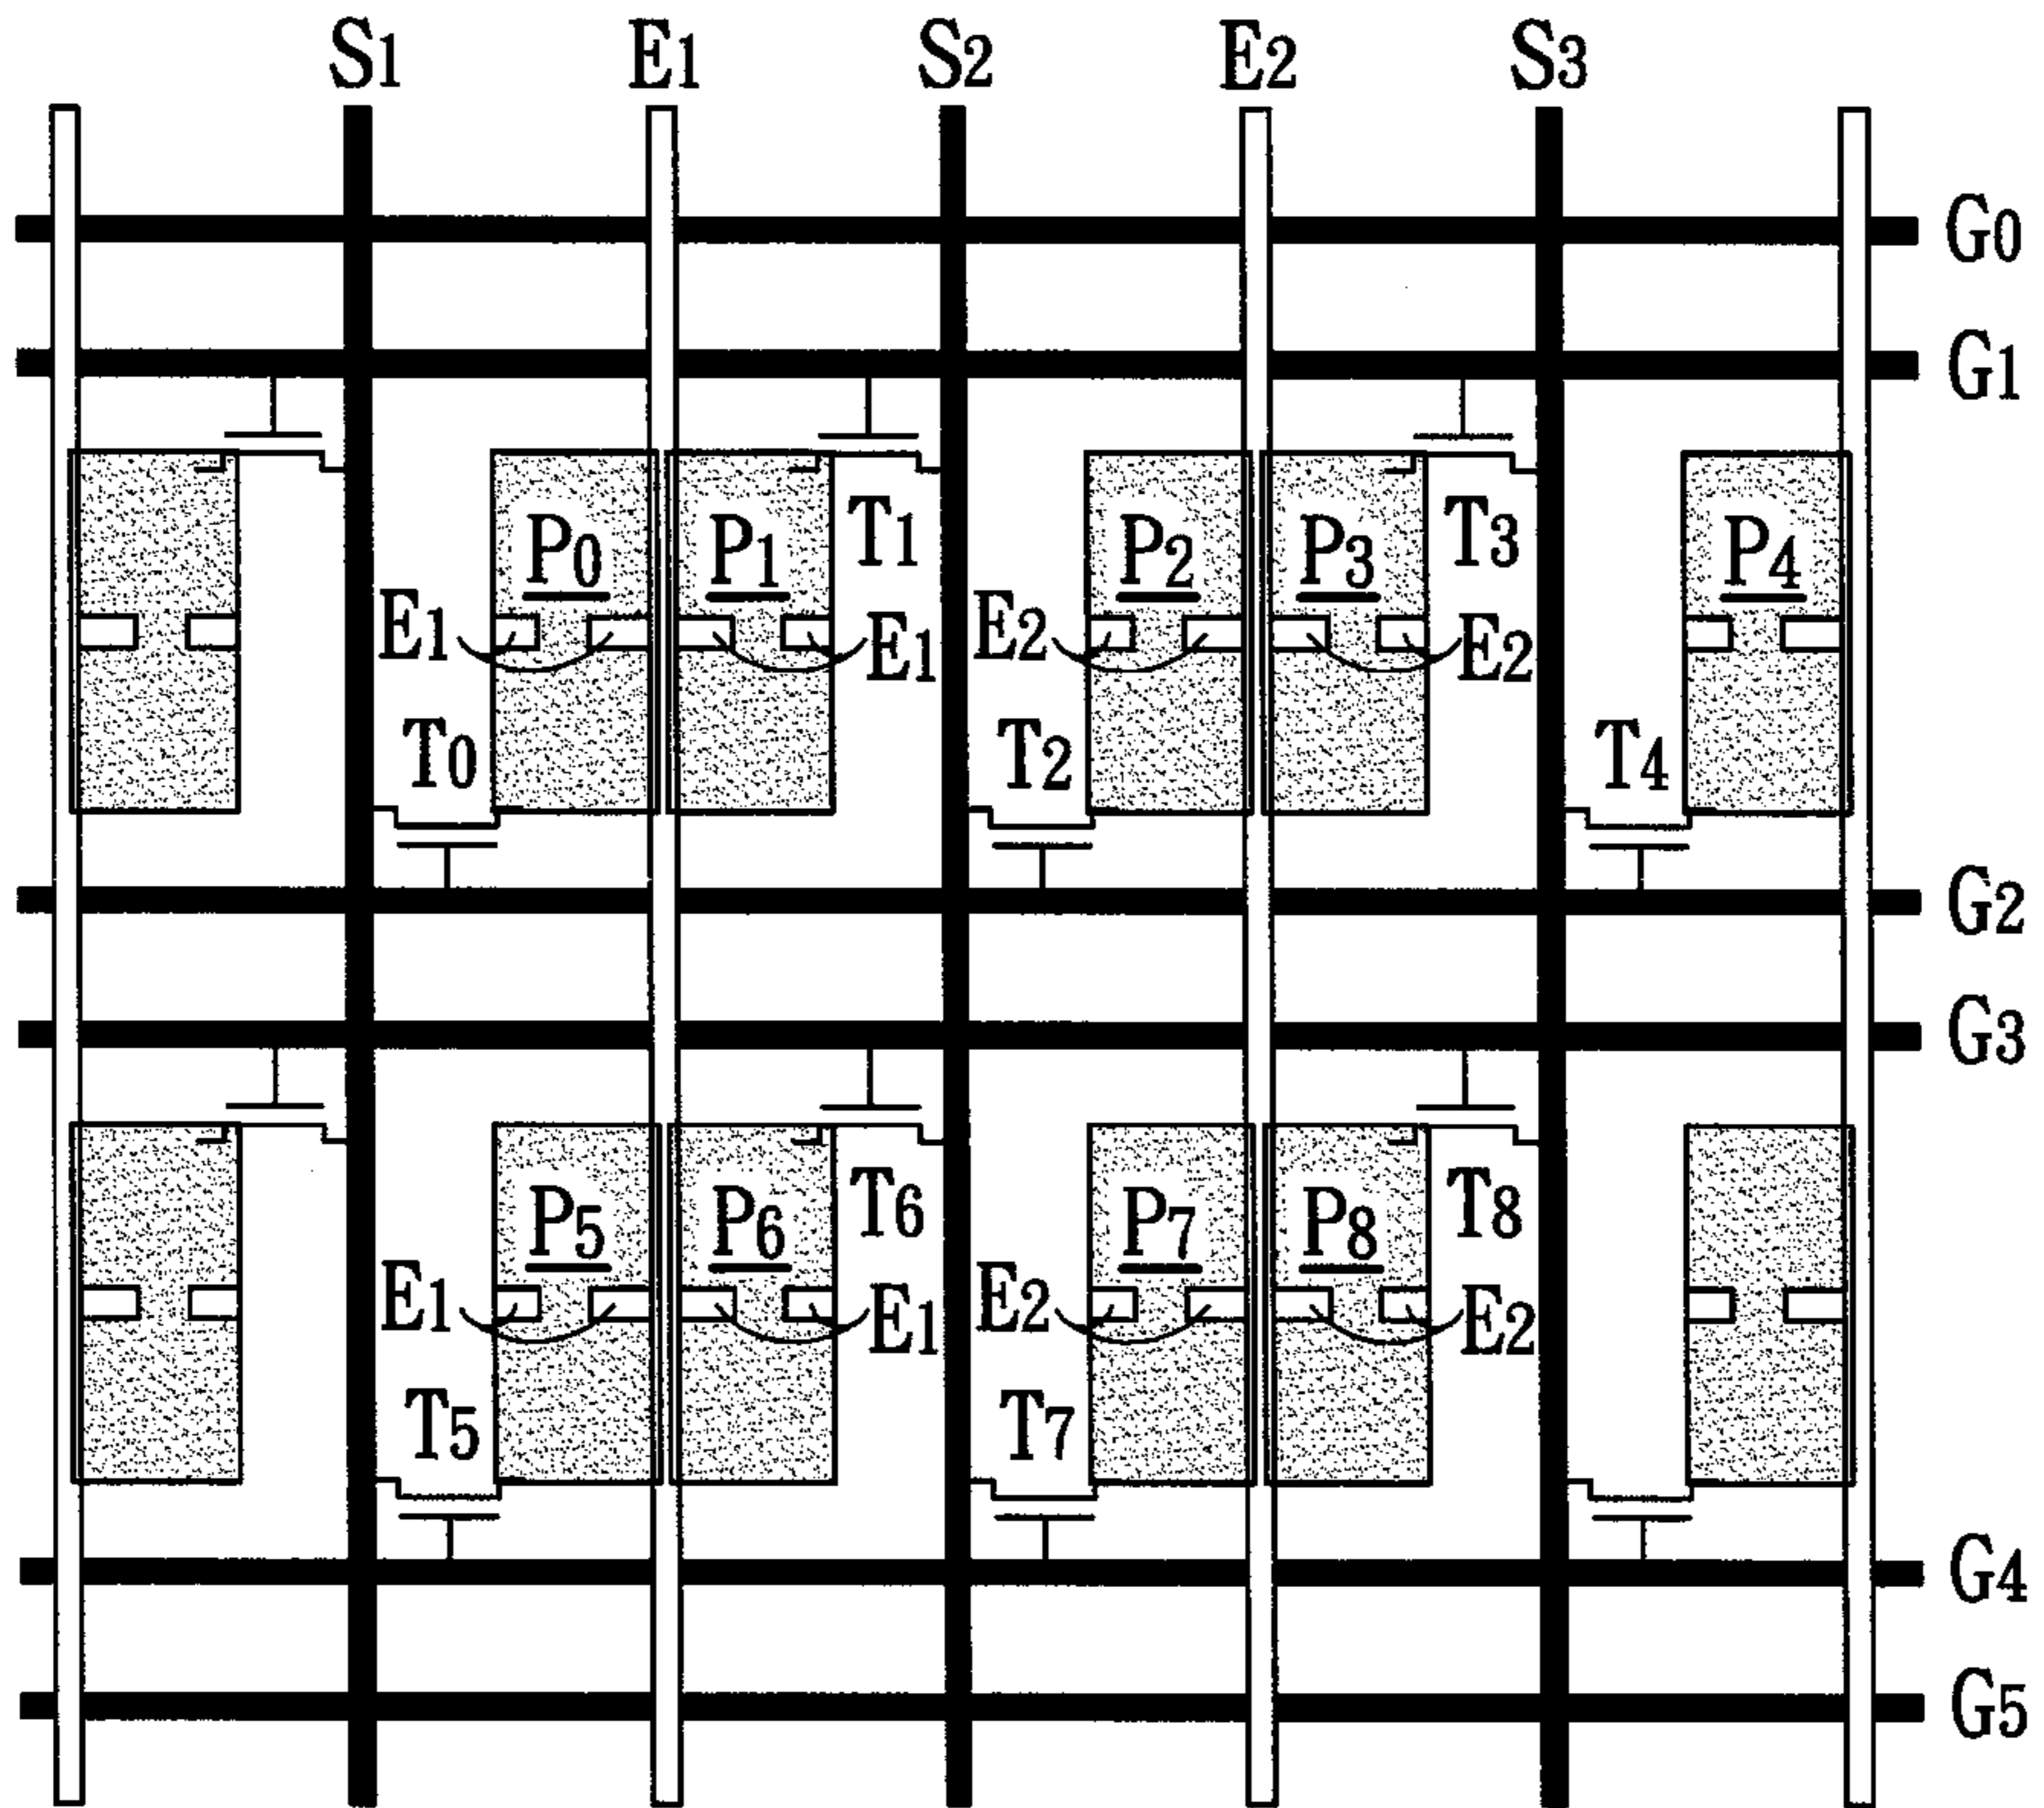 S1 E1 S2 E2 S3
G0
G1
P0 P1 T1 P2 P3 T3 P4
E1 E1 E2 E2
T0 T2 T4
G2
G3
P5 P6 T6 P7 P8 T8
E1 E1 E2 E2
T5 T7
G4
G5